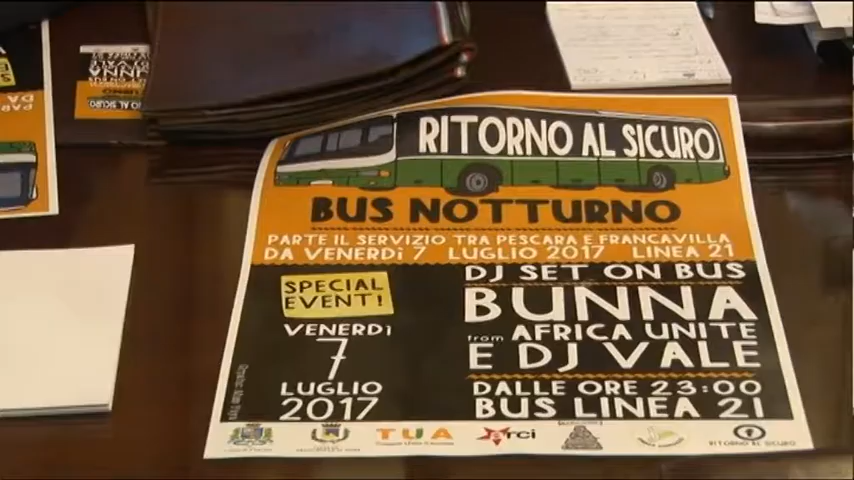 RITORNO AL SICURO
BUS NOTTURNO
PARTE IL SERVIZIO TRA PESCARA E FRANCAVILLA
DA VENERDì 7 LUGLIO 2017 LINEA 21
SPECIAL
EVENT!
VENERDì
7
LUGLIO
2017
DJ SET ON BUS
BUNNA
from AFRICA UNITE
E DJ VALE
DALLE ORE 23:00
BUS LINEA 21
TUA
arci
RITORNO AL SICURO